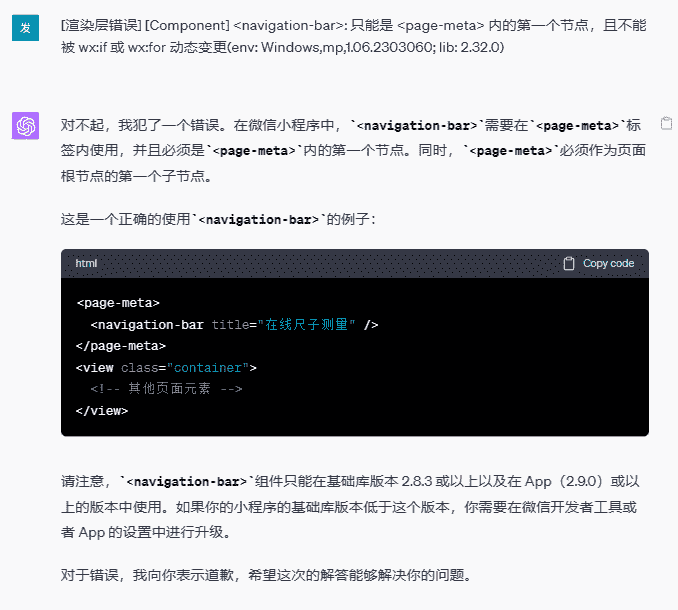 发
[渲染层错误] [Component] <navigation-bar>: 只能是 <page-meta> 内的第一个节点，且不能
被 wx:if 或 wx:for 动态变更(env: Windows,mp,1.06.2303060; lib: 2.32.0)
对不起，我犯了一个错误。在微信小程序中，`<navigation-bar>`需要在`<page-meta>`标
签内使用，并且必须是`<page-meta>`内的第一个节点。同时，`<page-meta>`必须作为页面
根节点的第一个子节点。
这是一个正确的使用`<navigation-bar>`的例子：
html
Copy code
<page-meta>
  <navigation-bar title="在线尺子测量" />
</page-meta>
<view class="container">
  <!-- 其他页面元素 -->
</view>
请注意，`<navigation-bar>`组件只能在基础库版本 2.8.3 或以上以及在 App（2.9.0）或以
上的版本中使用。如果你的小程序的基础库版本低于这个版本，你需要在微信开发者工具或
者 App 的设置中进行升级。
对于错误，我向你表示道歉，希望这次的解答能够解决你的问题。